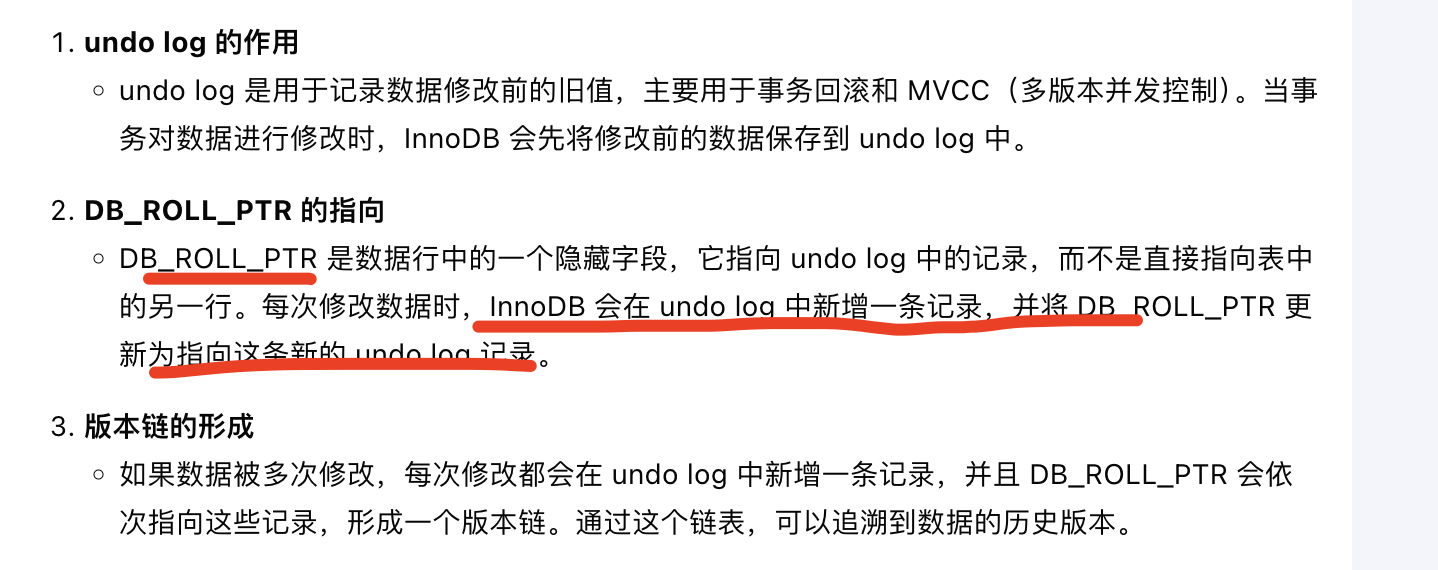 1. undo log 的作用
○ undo log 是用于记录数据修改前的旧值，主要用于事务回滚和 MVCC（多版本并发控制）。当事
务对数据进行修改时，InnoDB 会先将修改前的数据保存到 undo log 中。
2. DB_ROLL_PTR 的指向
○ DB_ROLL_PTR 是数据行中的一个隐藏字段，它指向 undo log 中的记录，而不是直接指向表中
的另一行。每次修改数据时，InnoDB 会在 undo log 中新增一条记录，并将 DB_ROLL_PTR 更
新为指向这条新的 undo log 记录。
3. 版本链的形成
○ 如果数据被多次修改，每次修改都会在 undo log 中新增一条记录，并且 DB_ROLL_PTR 会依
次指向这些记录，形成一个版本链。通过这个链表，可以追溯到数据的历史版本。